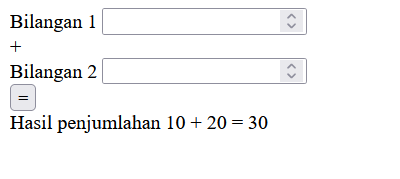 Bilangan 1
+
Bilangan 2
=
Hasil penjumlahan 10 + 20 = 30